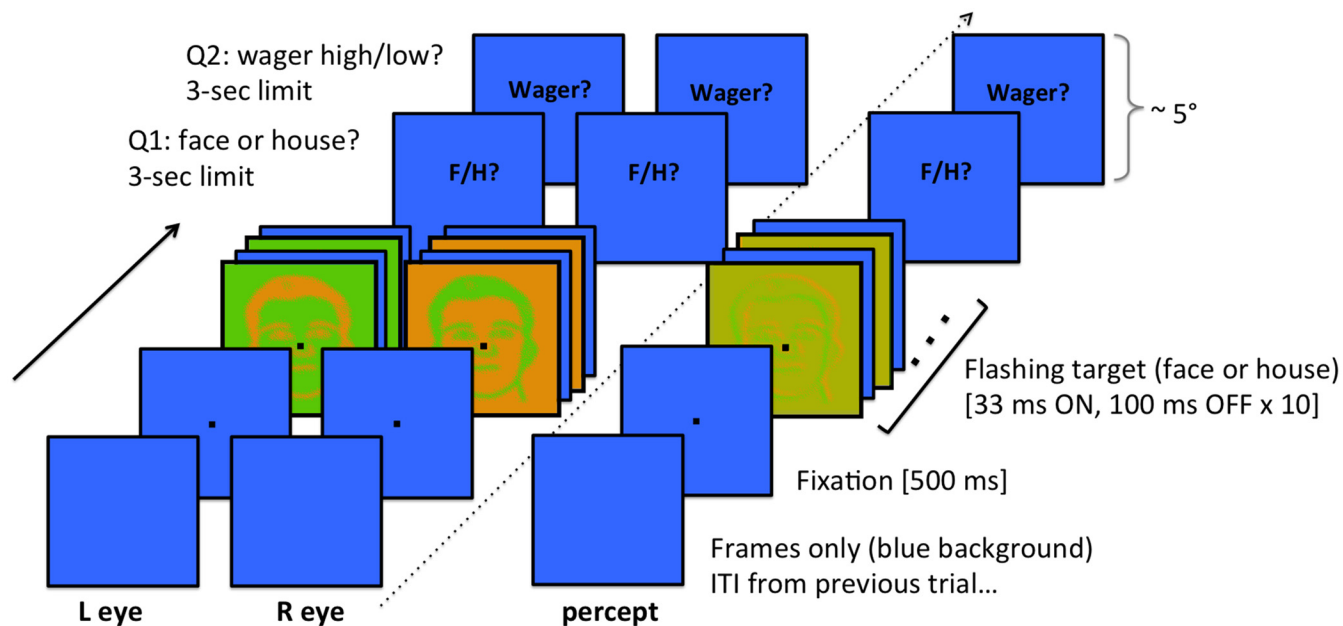 Q2: wager high/low?
3-sec limit
Wager?
Wager?
Wager?
~ 5°
Q1: face or house?
3-sec limit
F/H?
F/H?
F/H?
Flashing target (face or house)
[33 ms ON, 100 ms OFF x 10]
Fixation [500 ms]
Frames only (blue background)
ITI from previous trial...
L eye
R eye
percept